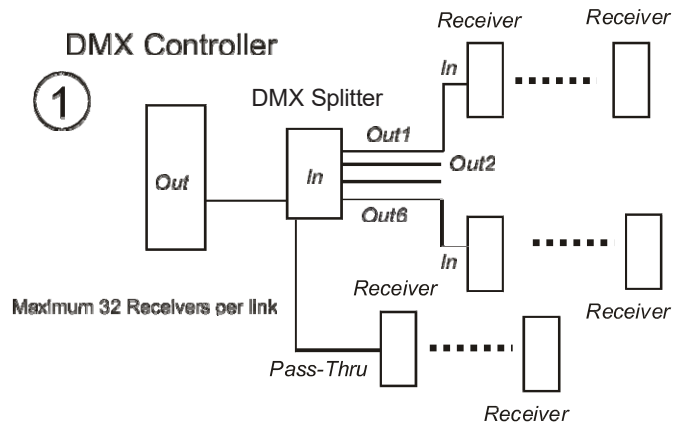 Receiver
Receiver
DMX Controller
In
1
DMX Splitter
Out1
Out
In
Out2
Out6
In
Receiver
Maximum 32 Receivers per link
Receiver
Pass-Thru
Receiver